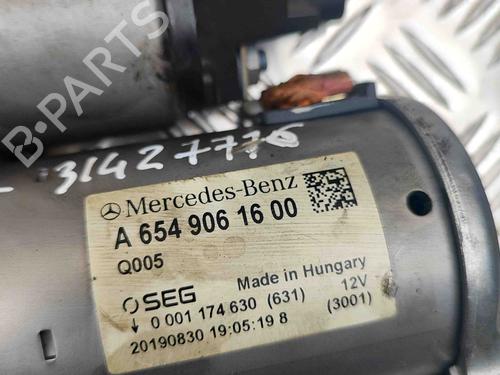 B-PARTS
31427776
Mercedes-Benz
A 654 906 16 00
Q005
SEG Made in Hungary
0 001 174 630 (631) 12V
20190830 19:05:19 8 (3001)